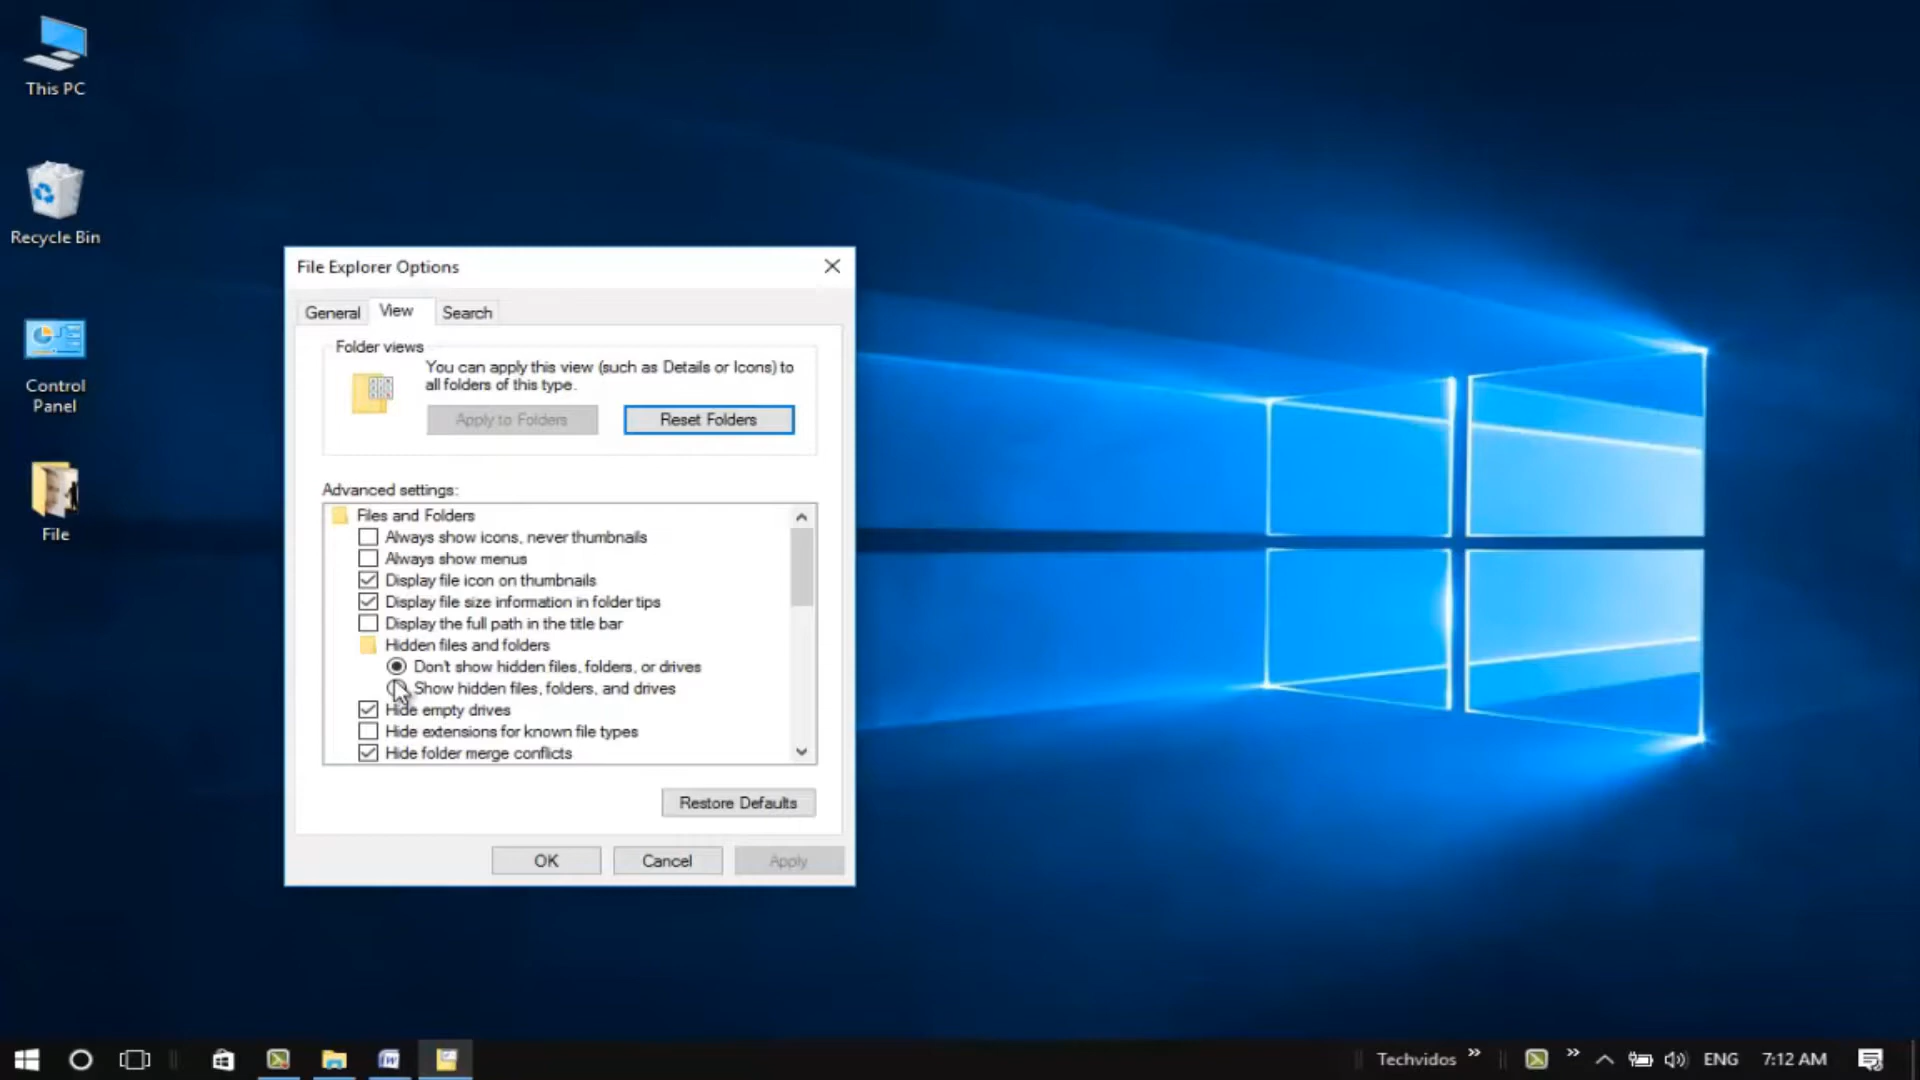 This PC
Recycle Bin
Control
Panel
File
File Explorer Options
General
View
Search
Folder views
You can apply this view (such as Details or Icons) to
all folders of this type.
Apply to Folders
Reset Folders
Advanced settings:
Files and Folders
Always show icons, never thumbnails
Always show menus
Display file icon on thumbnails
Display file size information in folder tips
Display the full path in the title bar
Hidden files and folders
Don't show hidden files, folders, or drives
Show hidden files, folders, and drives
Hide empty drives
Hide extensions for known file types
Hide folder merge conflicts
Restore Defaults
OK
Cancel
Apply
Techvidos
ENG
7:12 AM